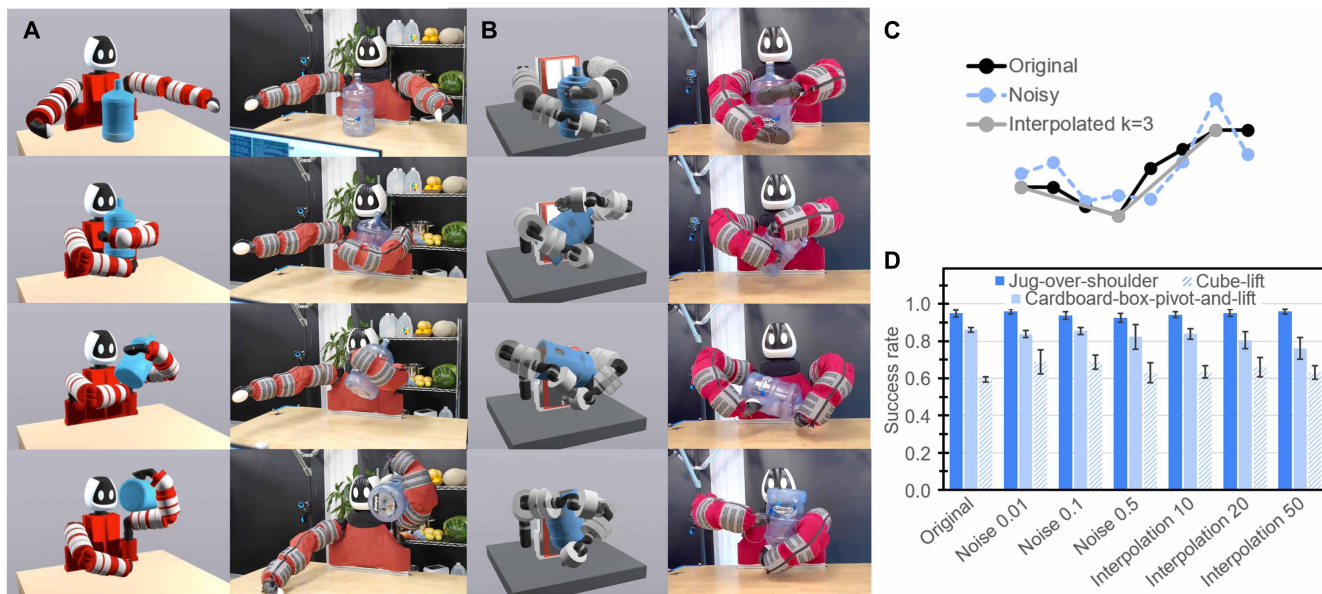 A
B
C
Original
Noisy
Interpolated k=3
D
Jug-over-shoulder
Cube-lift
Cardboard-box-pivot-and-lift
Success rate
1.0
0.8
0.6
0.4
0.2
0.0
Original
Noise 0.01
Noise 0.1
Noise 0.5
Interpolation 10
Interpolation 20
Interpolation 50